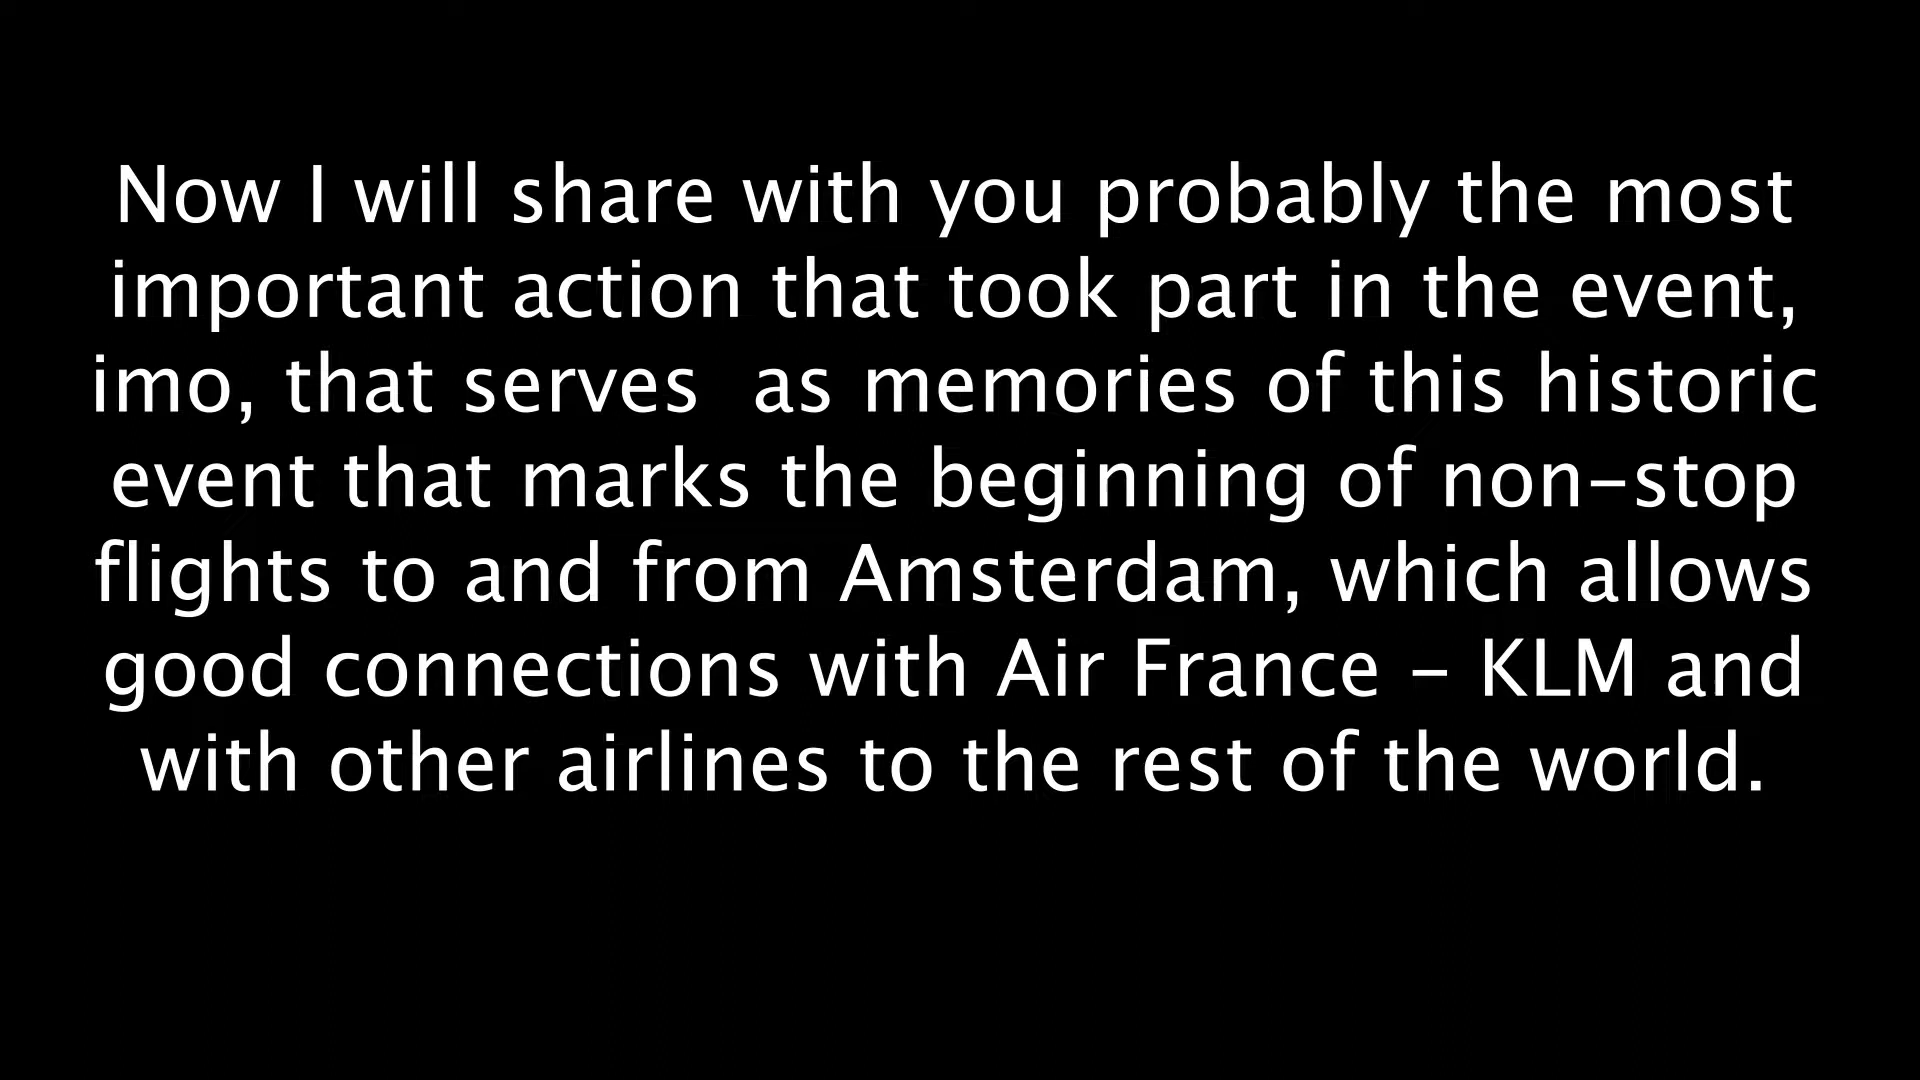 Now I will share with you probably the most
important action that took part in the event,
imo, that serves  as memories of this historic
event that marks the beginning of non-stop
flights to and from Amsterdam, which allows
good connections with Air France - KLM and
with other airlines to the rest of the world.